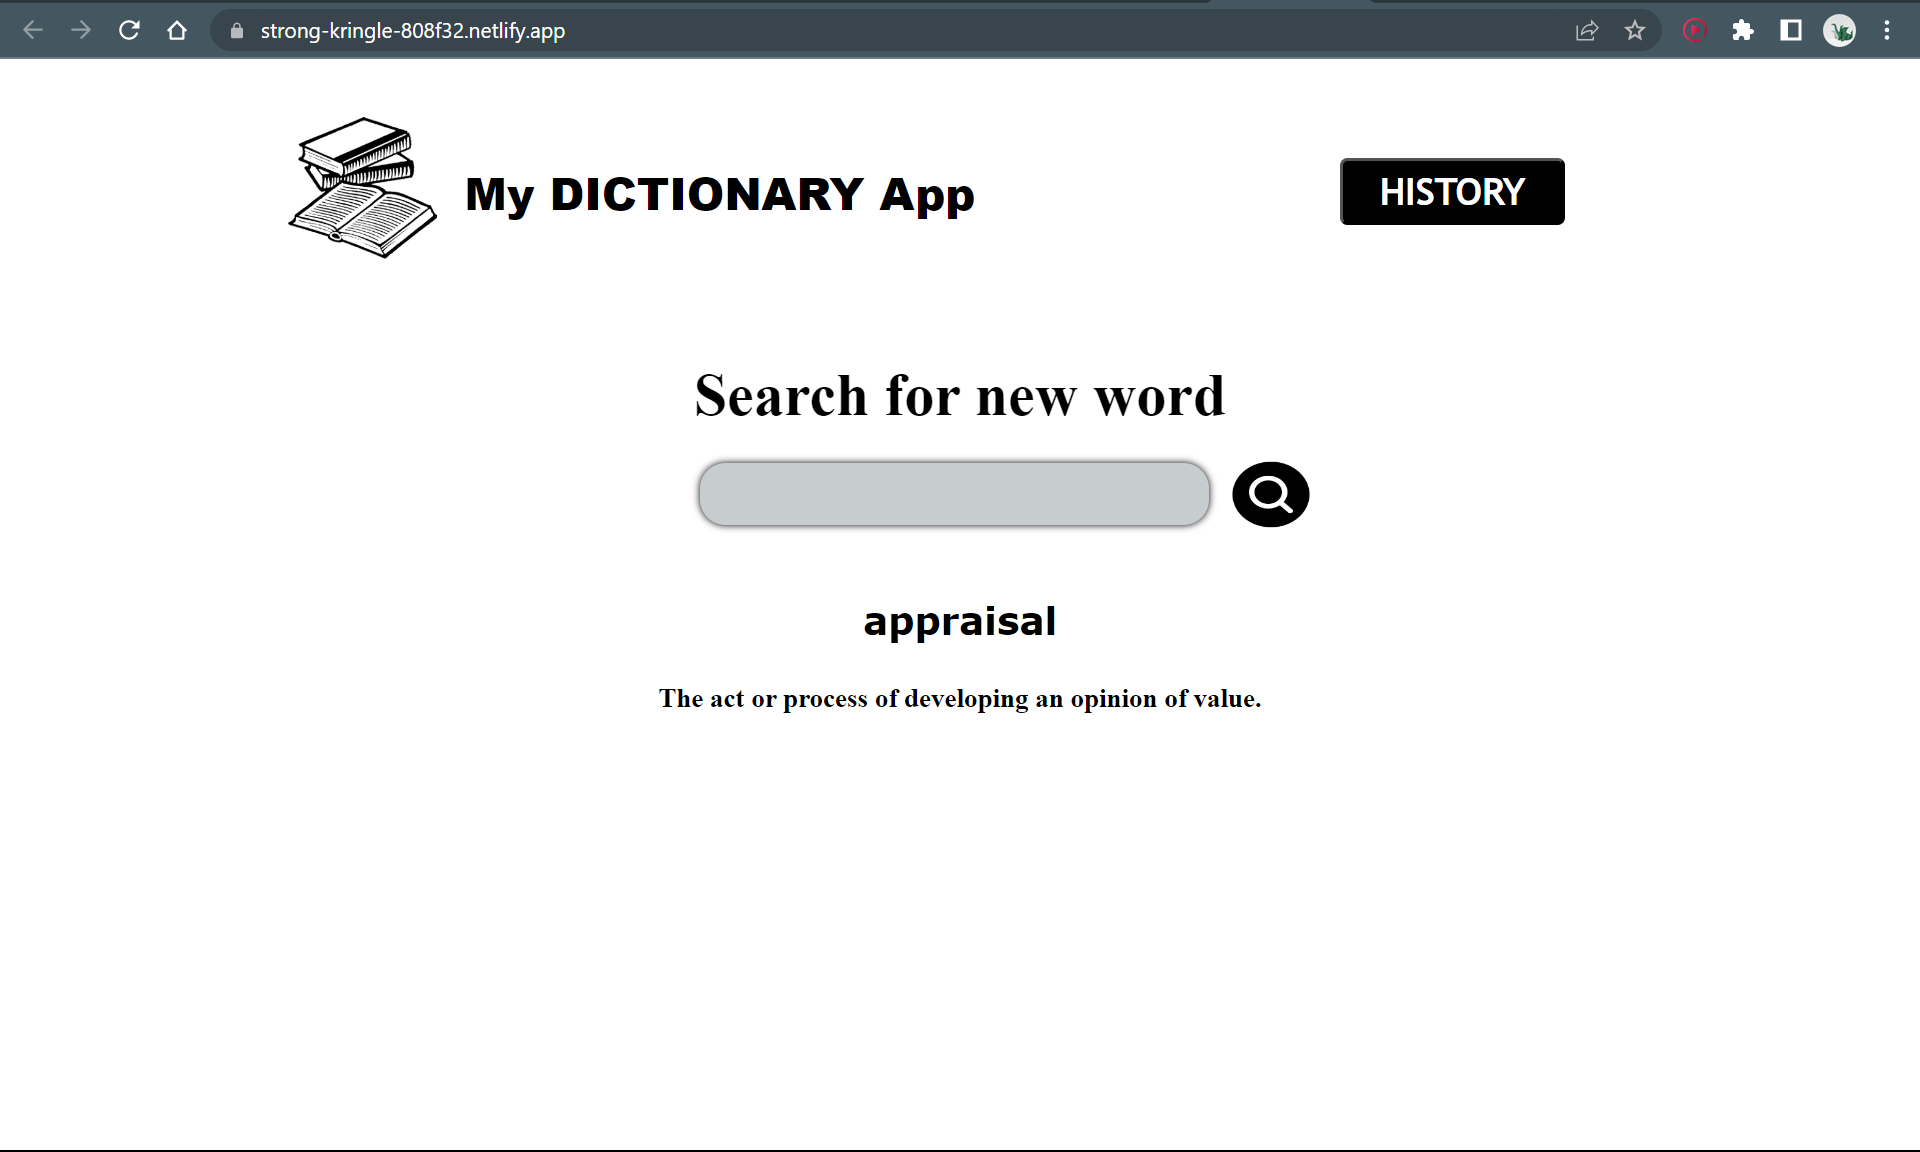 strong-kringle-808f32.netlify.app
My DICTIONARY App
HISTORY
Search for new word
appraisal
The act or process of developing an opinion of value.